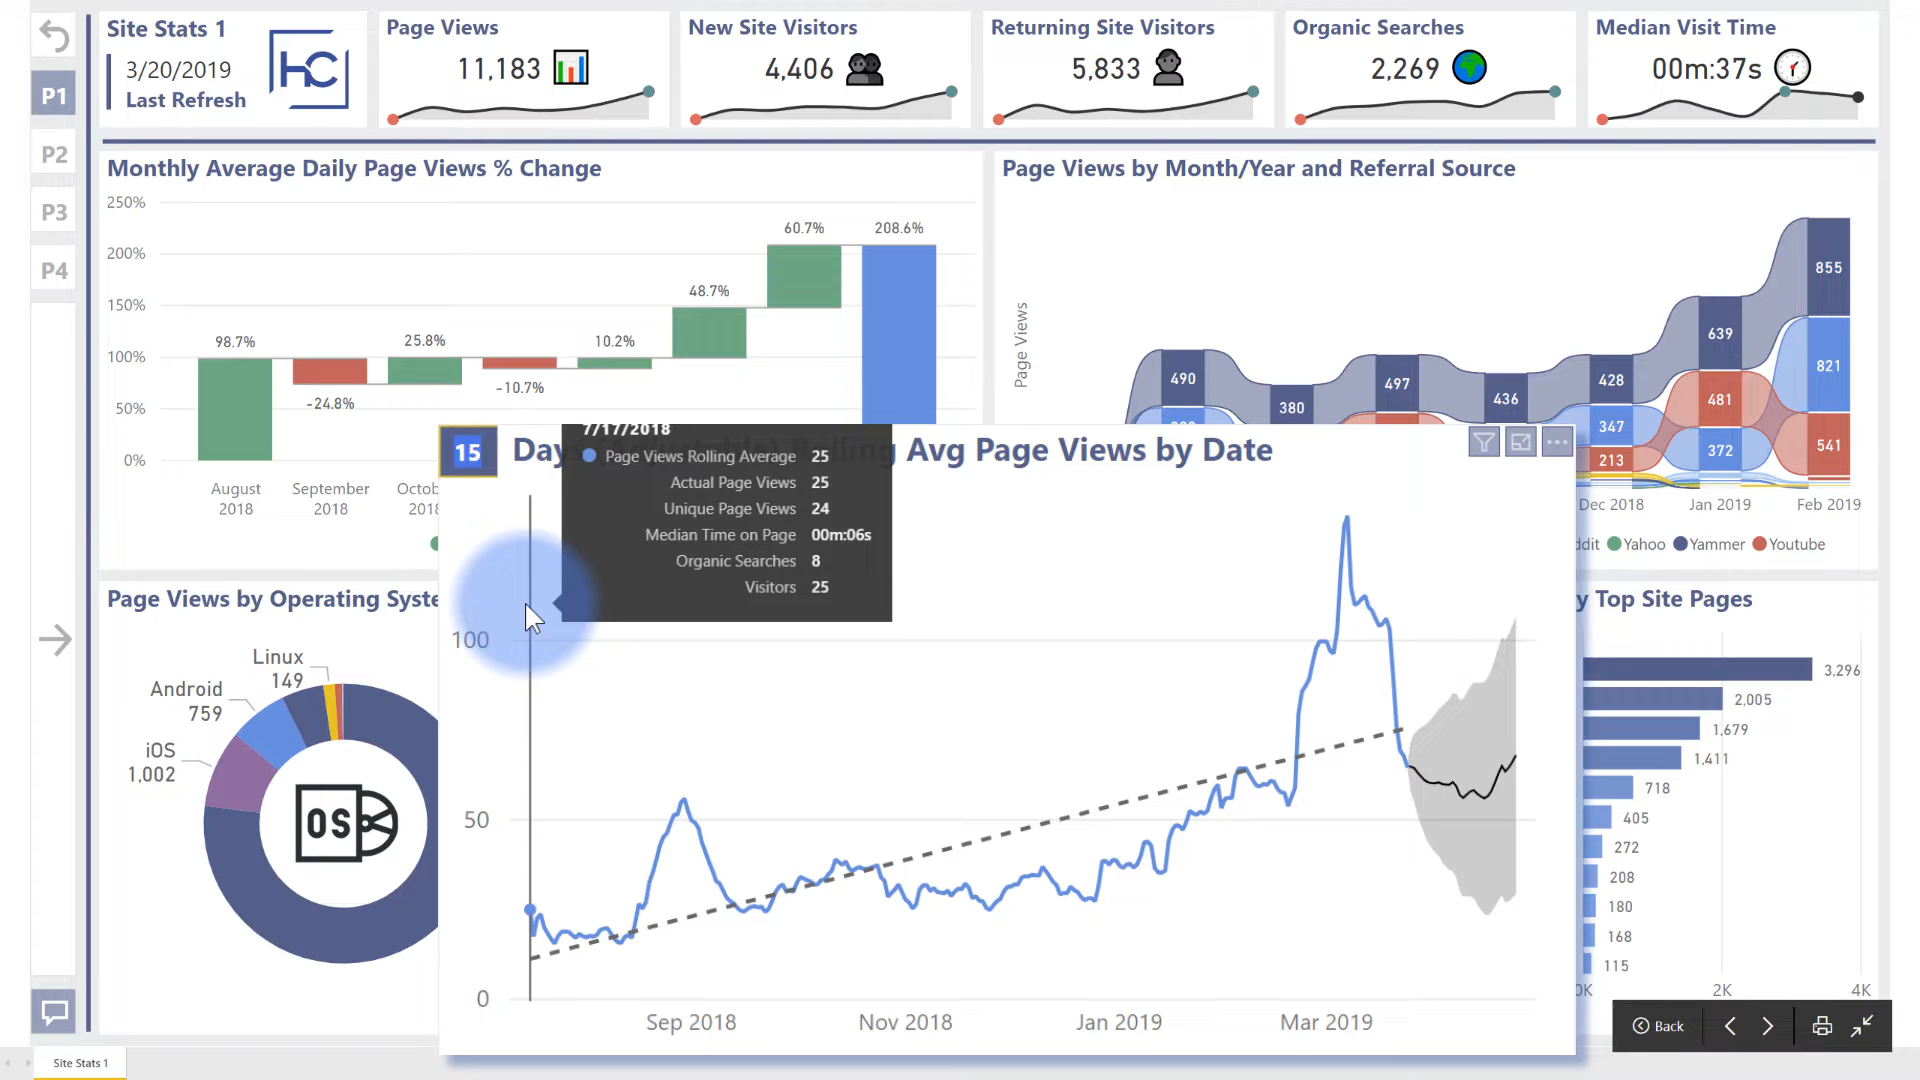 Site Stats 1
3/20/2019
Last Refresh
HC
Page Views
11,183
New Site Visitors
4,406
Returning Site Visitors
5,833
Organic Searches
2,269
Median Visit Time
00m:37s
P1
P2
P3
P4
Monthly Average Daily Page Views % Change
250%
200%
150%
100%
50%
0%
98.7%
-24.8%
25.8%
-10.7%
10.2%
48.7%
60.7%
208.6%
August
2018
September
2018
Page Views by Month/Year and Referral Source
Page Views
490
380
497
436
428
347
213
639
481
372
855
821
541
Dec 2018
Jan 2019
Feb 2019
Yahoo
Yammer
Youtube
15
Days (Adjustable) Rolling Avg Page Views by Date
7/17/2018
Page Views Rolling Average 25
Actual Page Views 25
Unique Page Views 24
Median Time on Page 00m:06s
Organic Searches 8
Visitors 25
100
50
0
Sep 2018
Nov 2018
Jan 2019
Mar 2019
Page Views by Operating Syste
Linux
149
Android
759
iOS
1,002
OS
y Top Site Pages
3,296
2,005
1,679
1,411
718
405
272
208
180
168
115
0K
2K
4K
Back
Site Stats 1